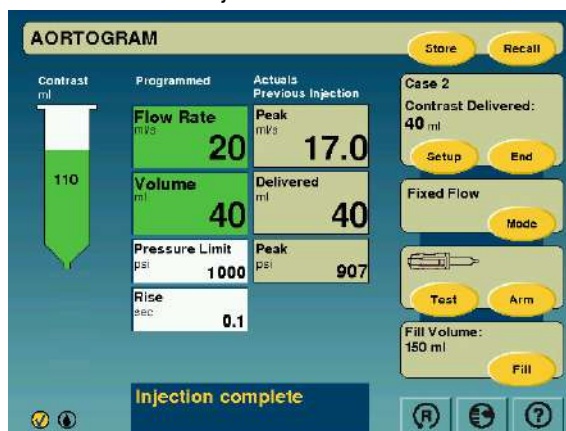 AORTOGRAM
Store
Recall
Contrast
ml
110
Programmed
Flow Rate
ml/s
20
Volume
ml
40
Pressure Limit
psi
1000
Rise
sec
0.1
Actuals
Previous Injection
Peak
ml/s
17.0
Delivered
ml
40
Peak
psi
907
Case 2
Contrast Delivered:
40 ml
Setup
End
Fixed Flow
Mode
Test
Arm
Fill Volume:
150 ml
Fill
Injection complete
R
?